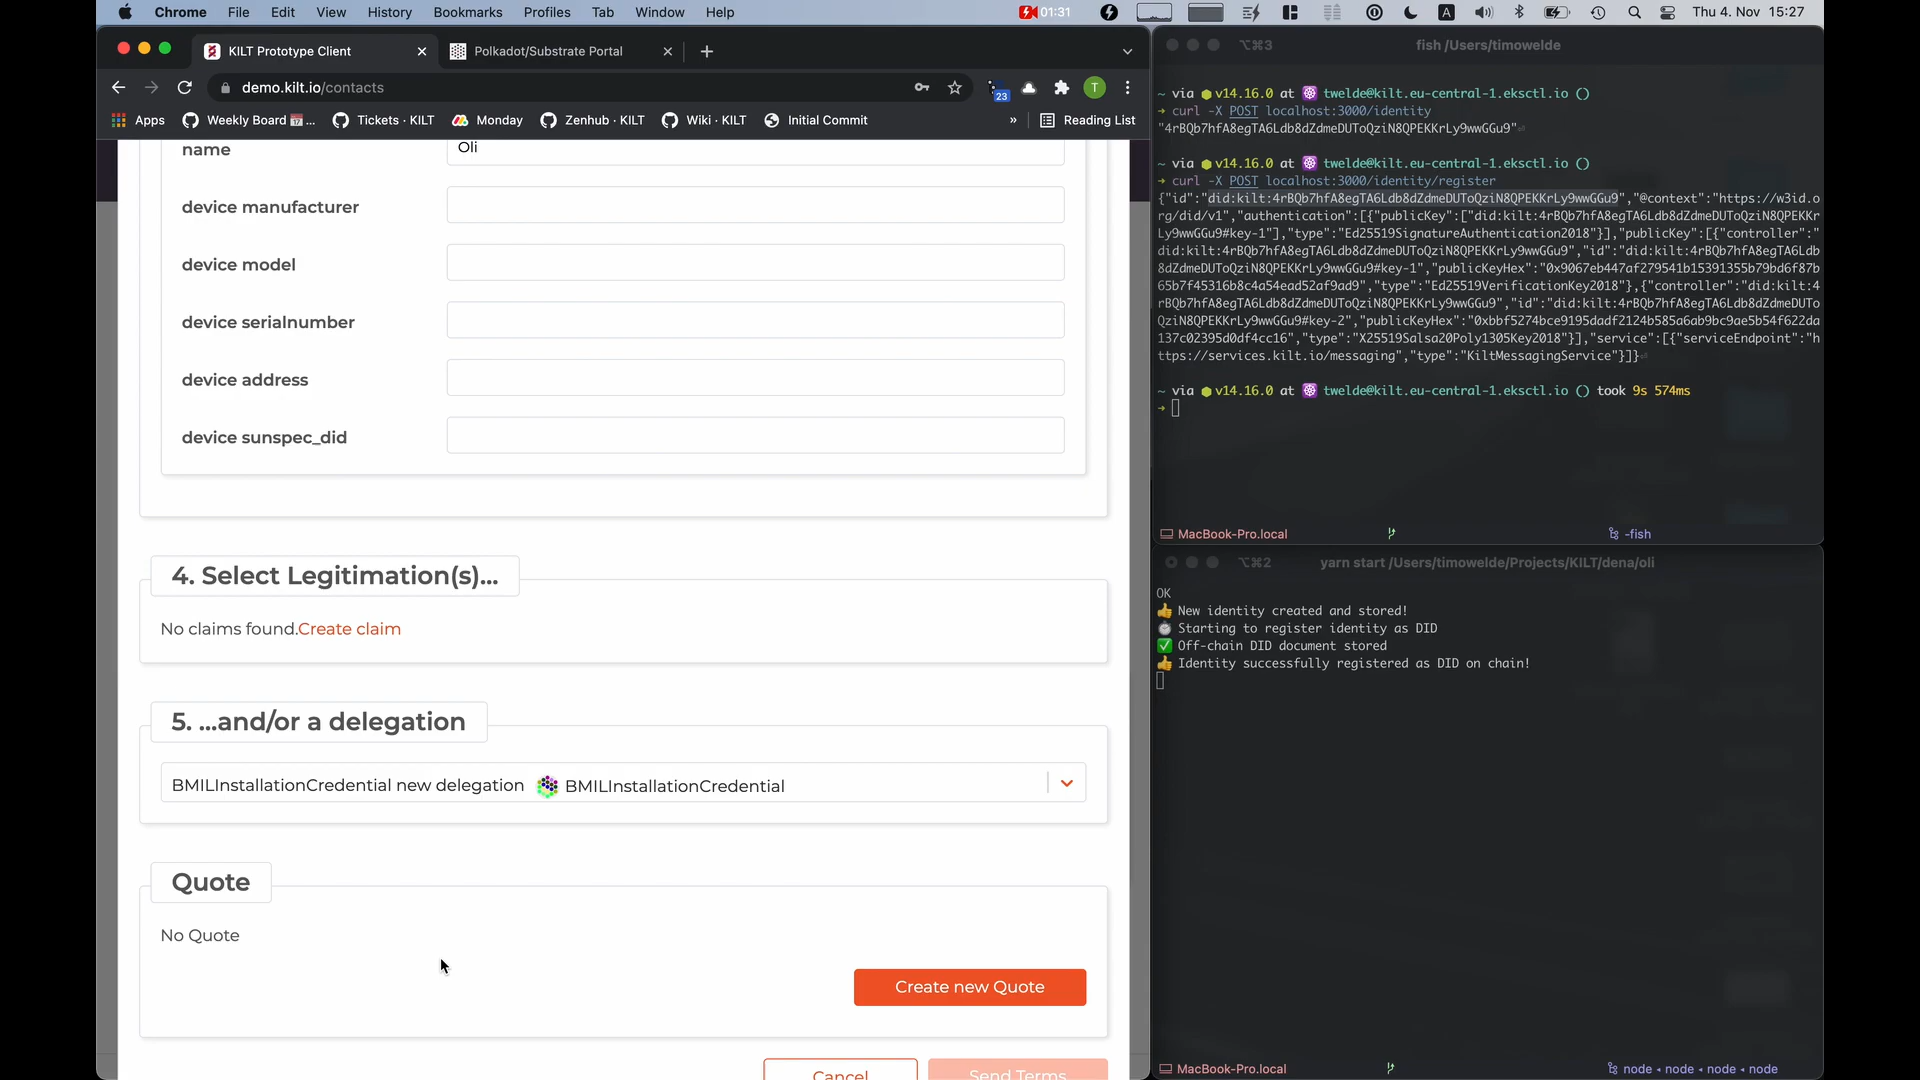 Chrome File Edit View History Bookmarks Profiles Tab Window Help 01:31 A Thu 4. Nov 15:27
KILT Prototype Client
Polkadot/Substrate Portal
demo.kilt.io/contacts
23
T
Apps Weekly Board ... Tickets · KILT Monday Zenhub · KILT Wiki · KILT Initial Commit » Reading List
name Oli
device manufacturer
device model
device serialnumber
device address
device sunspec_did
4. Select Legitimation(s)...
No claims found.Create claim
5. ...and/or a delegation
BMILInstallationCredential new delegation BMILInstallationCredential
Quote
No Quote
Create new Quote
Cancel
Send Terms
⌥⌘3 fish /Users/timowelde
~ via v14.16.0 at twelde@kilt.eu-central-1.eksctl.io ()
→ curl -X POST localhost:3000/identity
"4rBQb7hfA8egTA6Ldb8dZdmeDUToQziN8QPEKKrLy9wwGGu9"
~ via v14.16.0 at twelde@kilt.eu-central-1.eksctl.io ()
→ curl -X POST localhost:3000/identity/register
{"id":"did:kilt:4rBQb7hfA8egTA6Ldb8dZdmeDUToQziN8QPEKKrLy9wwGGu9","@context":"https://w3id.o
rg/did/v1","authentication":[{"publicKey":["did:kilt:4rBQb7hfA8egTA6Ldb8dZdmeDUToQziN8QPEKKr
Ly9wwGGu9#key-1"],"type":"Ed25519SignatureAuthentication2018"}],"publicKey":[{"controller":"
did:kilt:4rBQb7hfA8egTA6Ldb8dZdmeDUToQziN8QPEKKrLy9wwGGu9","id":"did:kilt:4rBQb7hfA8egTA6Ldb
8dZdmeDUToQziN8QPEKKrLy9wwGGu9#key-1","publicKeyHex":"0x9067eb447af279541b15391355b79bd6f87b
65b7f45316b8c4a54ead52af9ad9","type":"Ed25519VerificationKey2018"},{"controller":"did:kilt:4
rBQb7hfA8egTA6Ldb8dZdmeDUToQziN8QPEKKrLy9wwGGu9","id":"did:kilt:4rBQb7hfA8egTA6Ldb8dZdmeDUTo
QziN8QPEKKrLy9wwGGu9#key-2","publicKeyHex":"0xbbf5274bce9195dadf2124b585a6ab9bc9ae5b54f622da
137c02395d0df4cc16","type":"X25519Salsa20Poly1305Key2018"}],"service":[{"serviceEndpoint":"h
ttps://services.kilt.io/messaging","type":"KiltMessagingService"}]}
~ via v14.16.0 at twelde@kilt.eu-central-1.eksctl.io () took 9s 574ms
→
MacBook-Pro.local -fish
⌥⌘2 yarn start /Users/timowelde/Projects/KILT/dena/oli
OK
👍 New identity created and stored!
⏱ Starting to register identity as DID
✅ Off-chain DID document stored
👍 Identity successfully registered as DID on chain!
MacBook-Pro.local node ◂ node ◂ node ◂ node